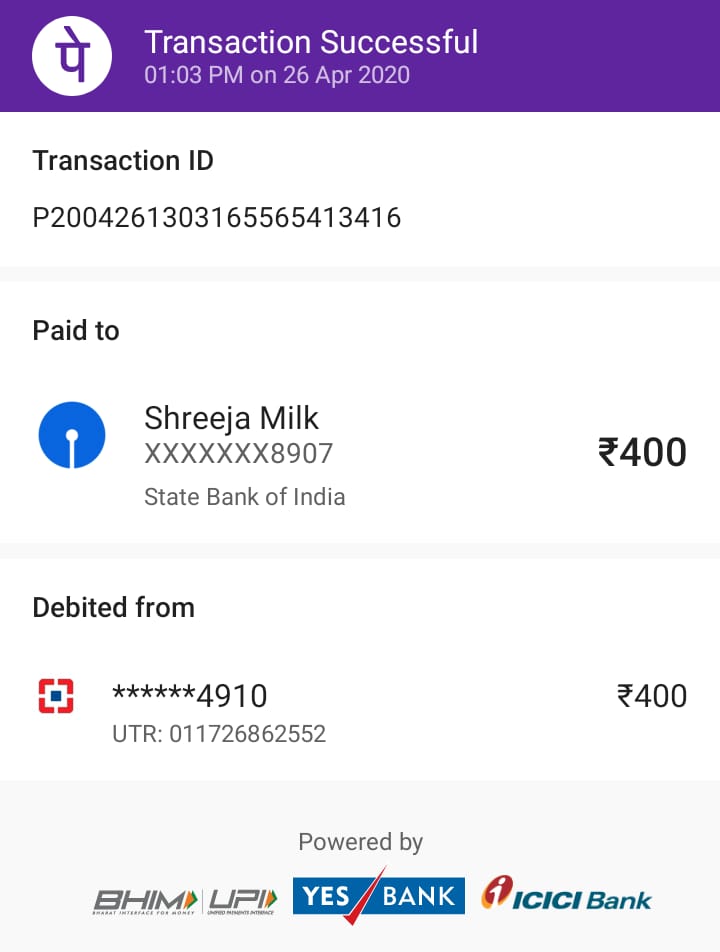 पे
Transaction Successful
01:03 PM on 26 Apr 2020
Transaction ID
P2004261303165565413416
Paid to
Shreeja Milk
XXXXXXX8907
₹400
State Bank of India
Debited from
******4910
₹400
UTR: 011726862552
Powered by
BHIM UPI YES BANK ICICI Bank
BHARAT INTERFACE FOR MONEY UNIFIED PAYMENTS INTERFACE